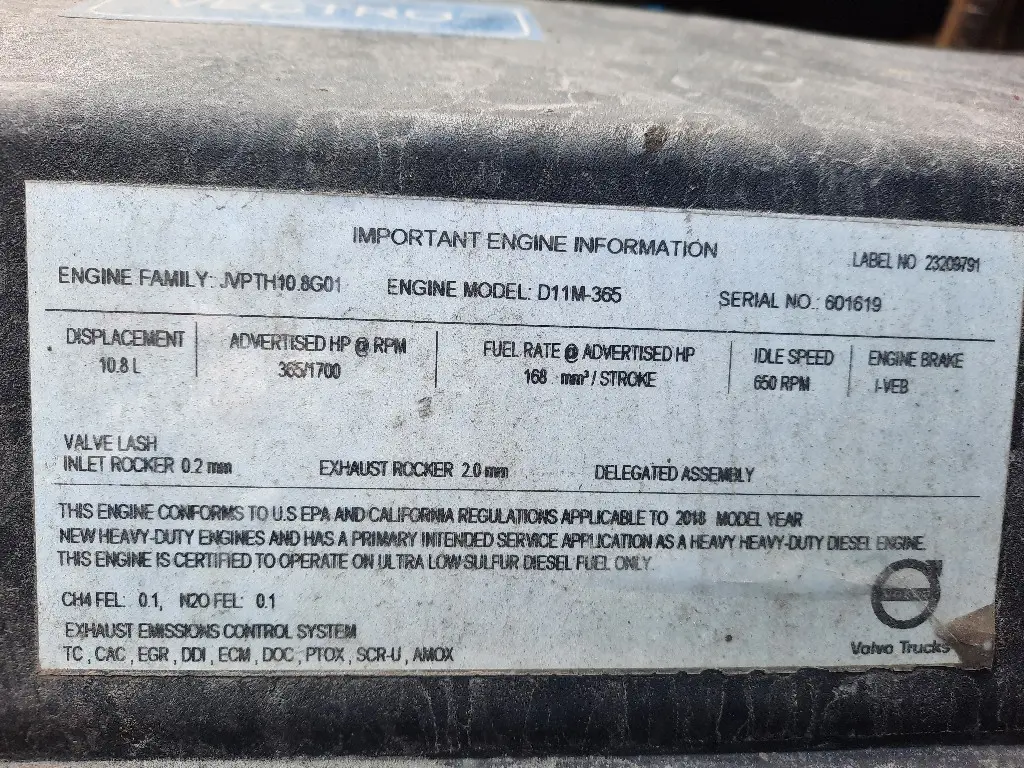 VECTRO
IMPORTANT ENGINE INFORMATION
LABEL NO 23209791
ENGINE FAMILY: JVPTH10.8G01 ENGINE MODEL: D11M-365 SERIAL NO.: 601619
DISPLACEMENT ADVERTISED HP @ RPM FUEL RATE @ ADVERTISED HP IDLE SPEED ENGINE BRAKE
10.8 L 365/1700 168 mm³ / STROKE 650 RPM I-VEB
VALVE LASH
INLET ROCKER 0.2 mm EXHAUST ROCKER 2.0 mm DELEGATED ASSEMBLY
THIS ENGINE CONFORMS TO U.S EPA AND CALIFORNIA REGULATIONS APPLICABLE TO 2018 MODEL YEAR
NEW HEAVY-DUTY ENGINES AND HAS A PRIMARY INTENDED SERVICE APPLICATION AS A HEAVY HEAVY-DUTY DIESEL ENGINE.
THIS ENGINE IS CERTIFIED TO OPERATE ON ULTRA LOW SULFUR DIESEL FUEL ONLY.
CH4 FEL: 0.1, N2O FEL: 0.1
EXHAUST EMISSIONS CONTROL SYSTEM
TC , CAC , EGR , DDI , ECM , DOC , PTOX , SCR-U , AMOX
VOLVO
Volvo Trucks